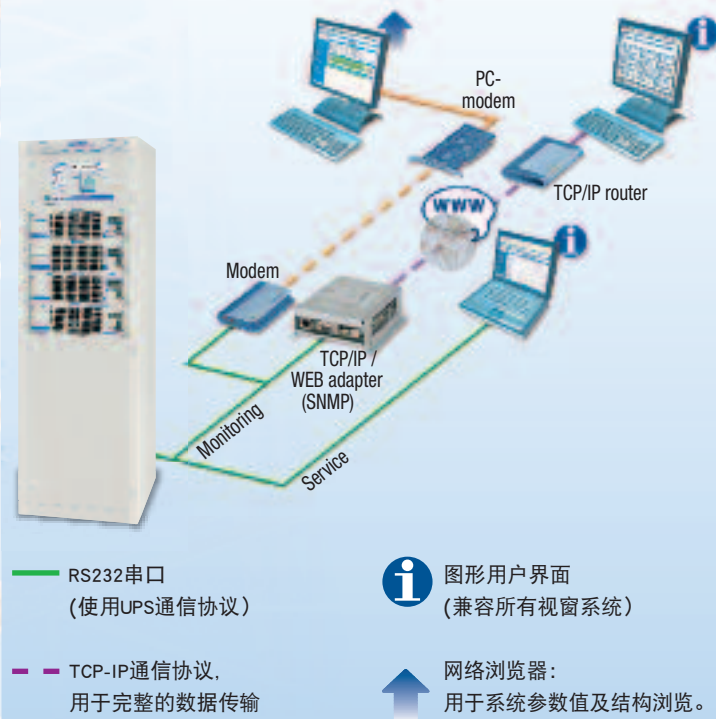 PC-
modem
TCP/IP router
www
Modem
TCP/IP /
WEB adapter
(SNMP)
Monitoring
Service
RS232串口
(使用UPS通信协议)
图形用户界面
(兼容所有视窗系统)
TCP-IP通信协议,
用于完整的数据传输
网络浏览器:
用于系统参数值及结构浏览。